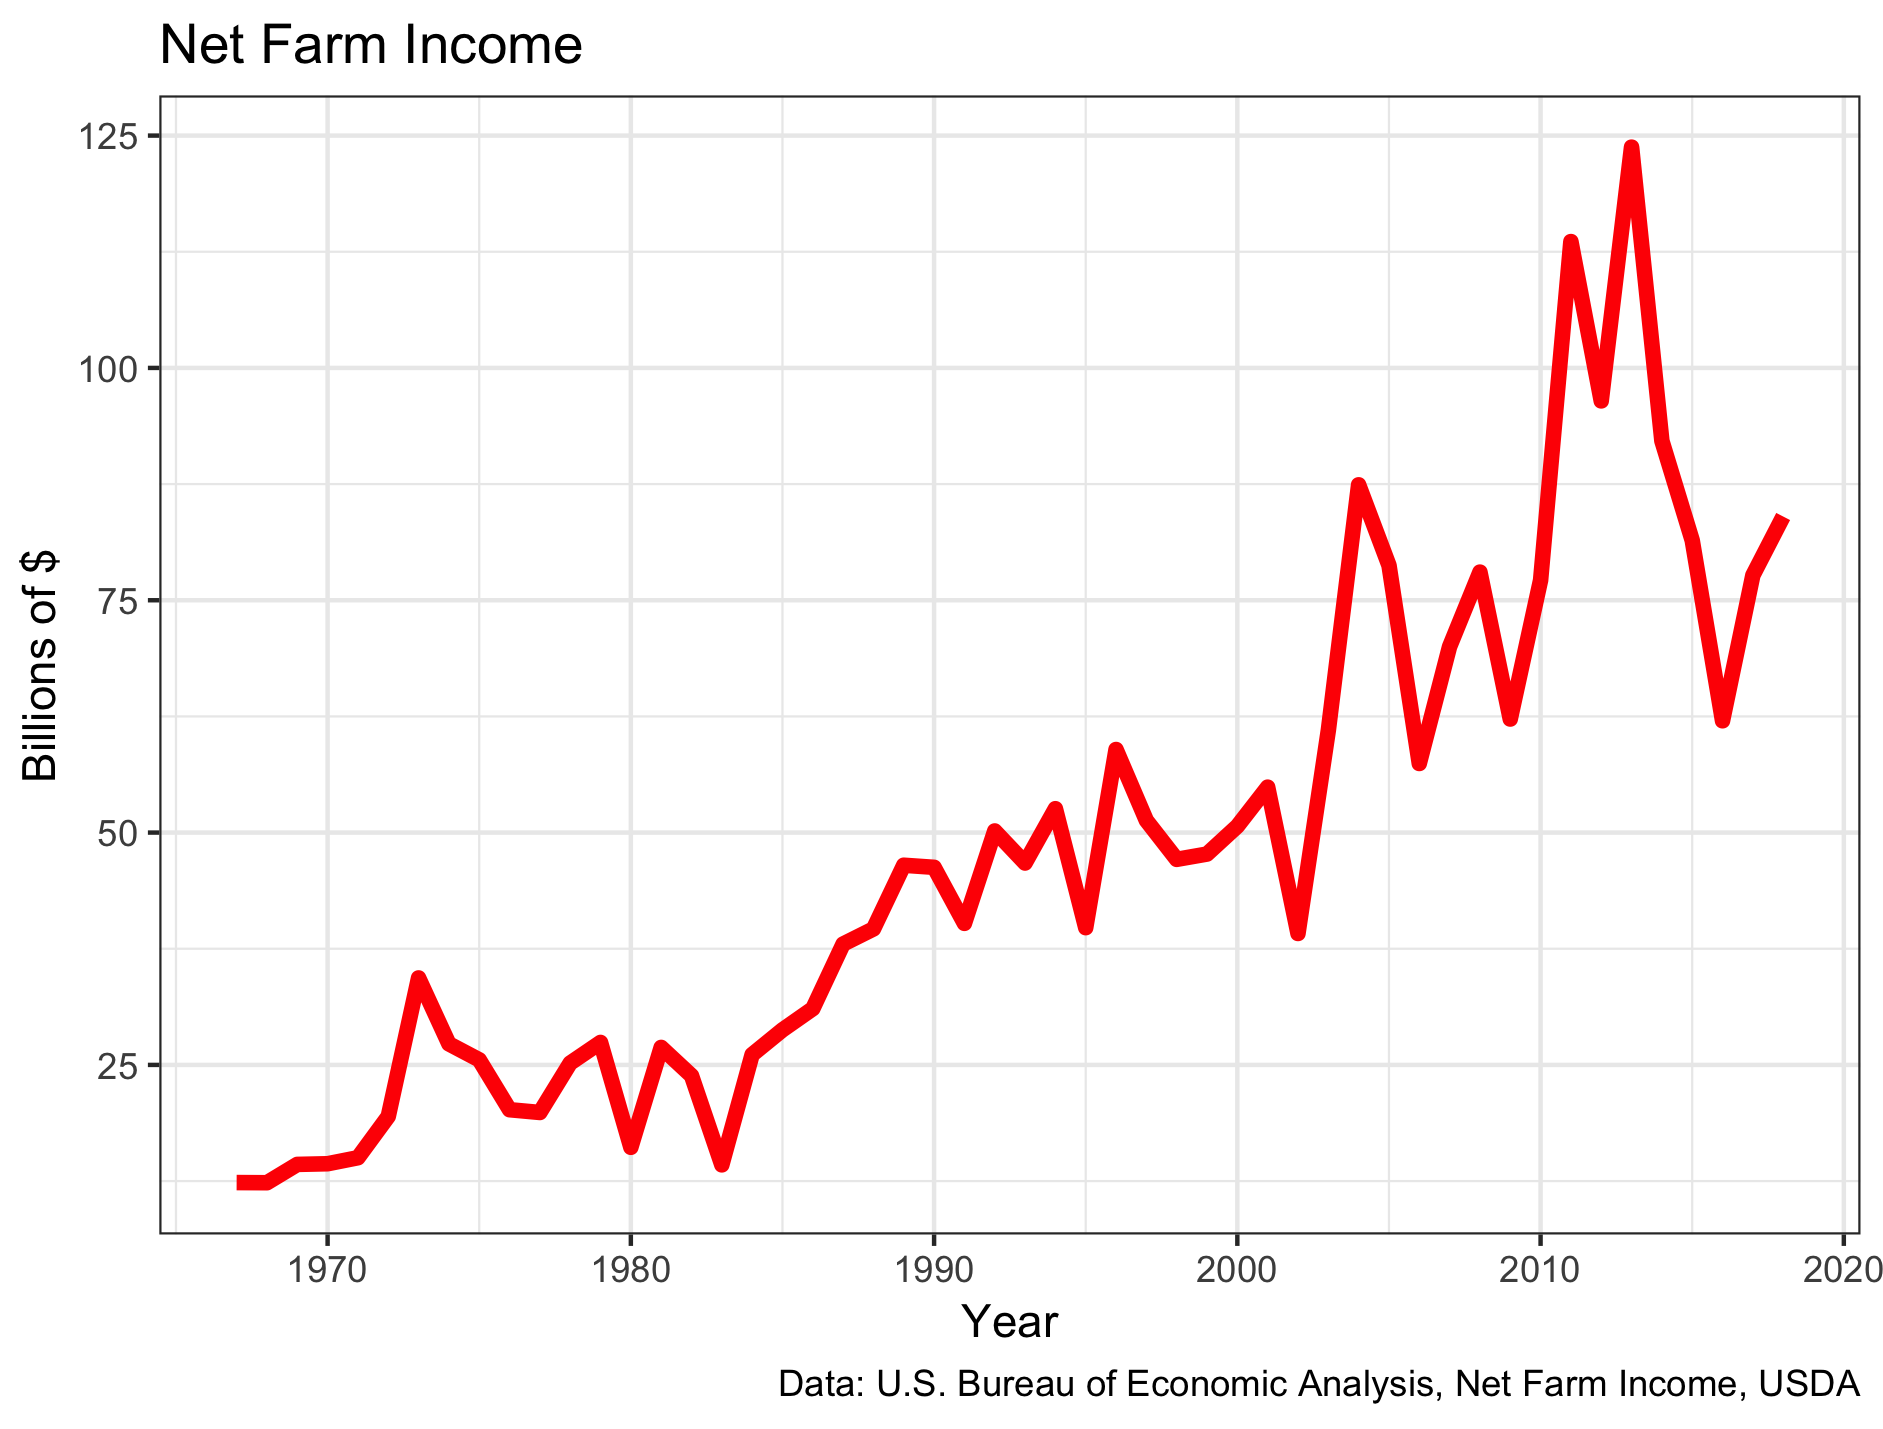 Net Farm Income
125
100
75
50
25
Billions of $
1970 1980 1990 2000 2010 2020
Year
Data: U.S. Bureau of Economic Analysis, Net Farm Income, USDA